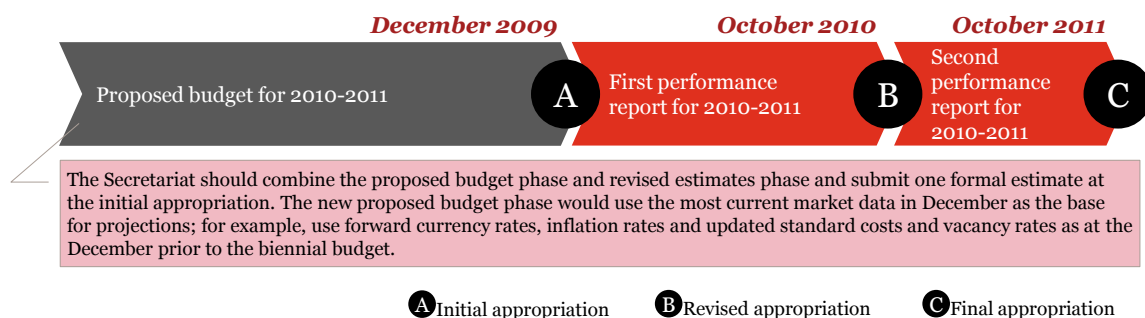 December 2009
October 2010
October 2011
Proposed budget for 2010-2011
A
First performance
report for 2010-2011
B
Second
performance
report for
2010-2011
C
The Secretariat should combine the proposed budget phase and revised estimates phase and submit one formal estimate at
the initial appropriation. The new proposed budget phase would use the most current market data in December as the base
for projections; for example, use forward currency rates, inflation rates and updated standard costs and vacancy rates as at the
December prior to the biennial budget.
A Initial appropriation
B Revised appropriation
C Final appropriation